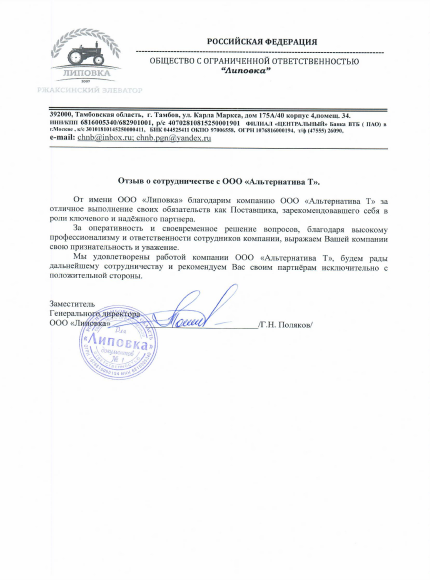 ЛИПОВКА
РЖАКСИНСКИЙ ЭЛЕВАТОР
РОССИЙСКАЯ ФЕДЕРАЦИЯ
ОБЩЕСТВО С ОГРАНИЧЕННОЙ ОТВЕТСТВЕННОСТЬЮ
"Липовка"
392000, Тамбовская область, г. Тамбов, ул. Карла Маркса, дом 175А/40 корпус 4,помещ. 34.
ИНН/КПП 6816005340/682901001, р/с 40702810815250001901 ФИЛИАЛ «ЦЕНТРАЛЬНЫЙ» Банка ВТБ ( ПАО) в
г.Москве , к/с 30101810145250000411, БИК 044525411 ОКПО 97006558, ОГРН 1076816000194, т/ф (47555) 26090.
e-mail: chnb@inbox.ru; chnb.pgn@yandex.ru
Отзыв о сотрудничестве с ООО «Альтернатива Т».
От имени ООО «Липовка» благодарим компанию ООО «Альтернатива Т» за
отличное выполнение своих обязательств как Поставщика, зарекомендовавшего себя в
роли ключевого и надёжного партнера.
За оперативность и своевременное решение вопросов, благодаря высокому
профессионализму и ответственности сотрудников компании, выражаем Вашей компании
свою признательность и уважение.
Мы удовлетворены работой компании ООО «Альтернатива Т», будем рады
дальнейшему сотрудничеству и рекомендуем Вас своим партнёрам исключительно с
положительной стороны.
Заместитель
Генерального директора
ООО «Липовка» /Г.Н. Поляков/
«Липовка»
№ 1